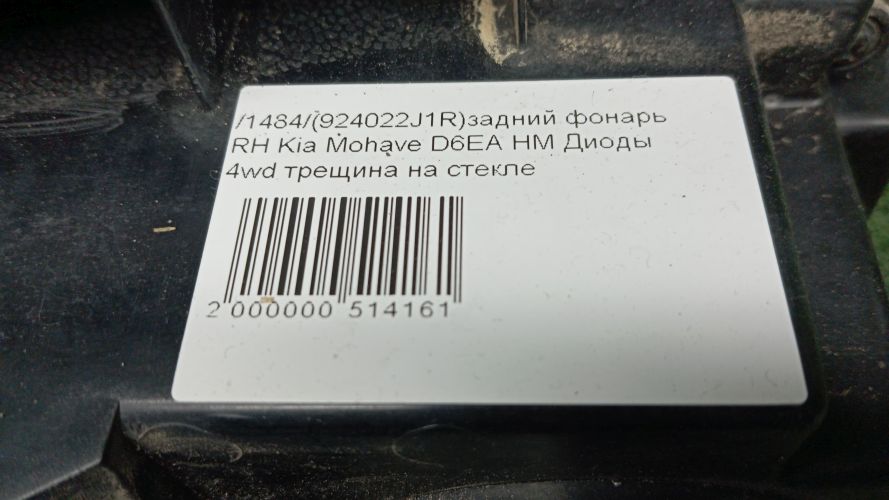 /1484/(924022J1R)задний фонарь
RH Kia Mohave D6EA HM Диоды
4wd трещина на стекле
2 000000 514161